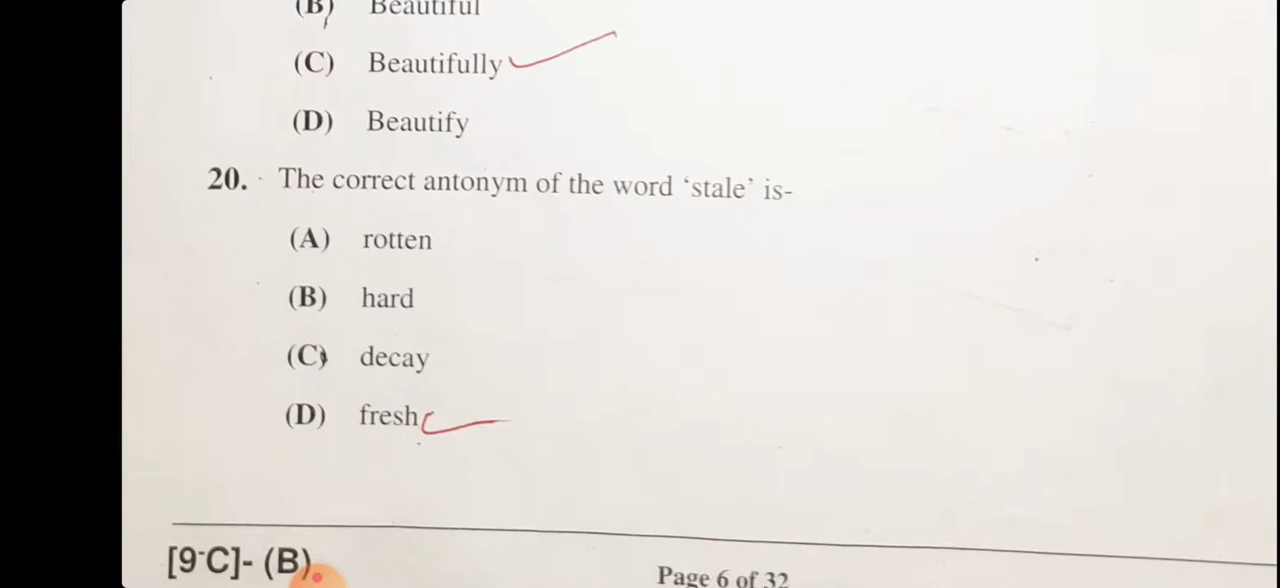 (B) Beautiful
(C) Beautifully
(D) Beautify
20. The correct antonym of the word ‘stale’ is-
(A) rotten
(B) hard
(C) decay
(D) fresh
[9-C]- (B)
Page 6 of 32